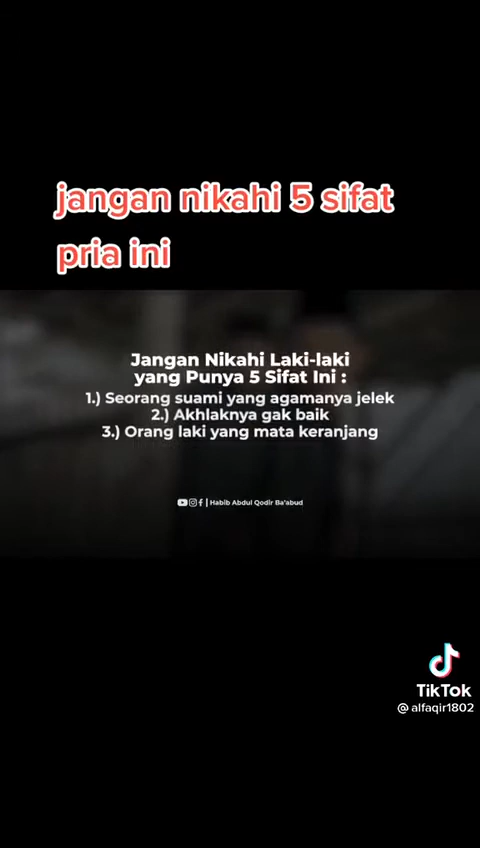 jangan nikahi 5 sifat
pria ini
Jangan Nikahi Laki-laki
yang Punya 5 Sifat Ini :
1.) Seorang suami yang agamanya jelek
2.) Akhlaknya gak baik
3.) Orang laki yang mata keranjang
| Habib Abdul Qodir Ba'abud
TikTok
@ alfaqir1802